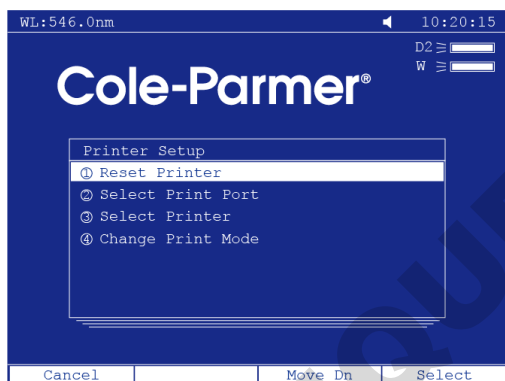 WL:546.0nm 10:20:15
D2
W
Cole-Parmer®
Printer Setup
① Reset Printer
② Select Print Port
③ Select Printer
④ Change Print Mode
Cancel Move Dn Select